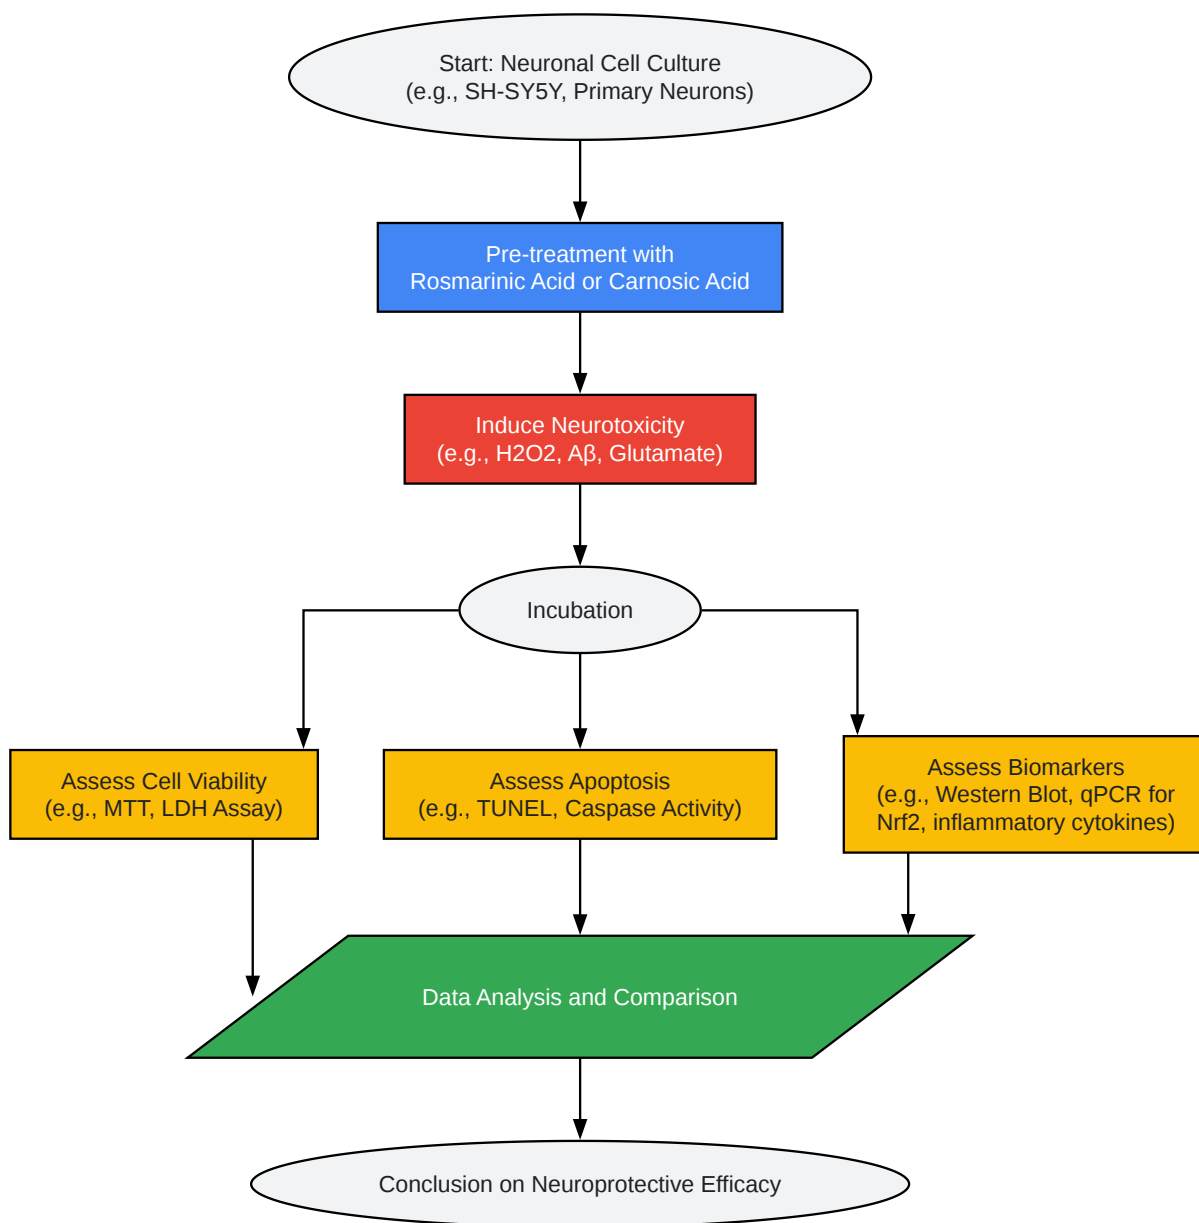 Start: Neuronal Cell Culture
(e.g., SH-SY5Y, Primary Neurons)
Pre-treatment with
Rosmarinic Acid or Carnosic Acid
Induce Neurotoxicity
(e.g., H2O2, Aβ, Glutamate)
Incubation
Assess Cell Viability
(e.g., MTT, LDH Assay)
Assess Apoptosis
(e.g., TUNEL, Caspase Activity)
Assess Biomarkers
(e.g., Western Blot, qPCR for
Nrf2, inflammatory cytokines)
Data Analysis and Comparison
Conclusion on Neuroprotective Efficacy